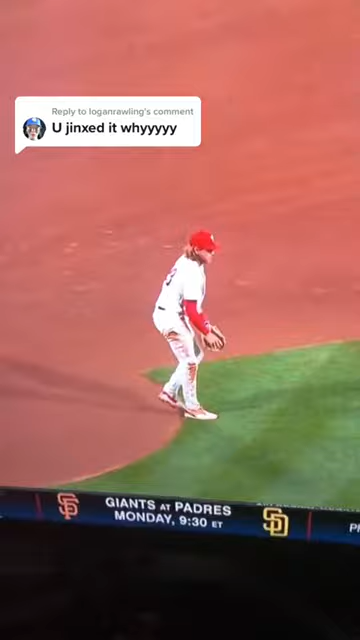 Reply to loganrawling's comment
U jinxed it whyyyyy
SF
GIANTS AT PADRES
MONDAY, 9:30 ET
SD